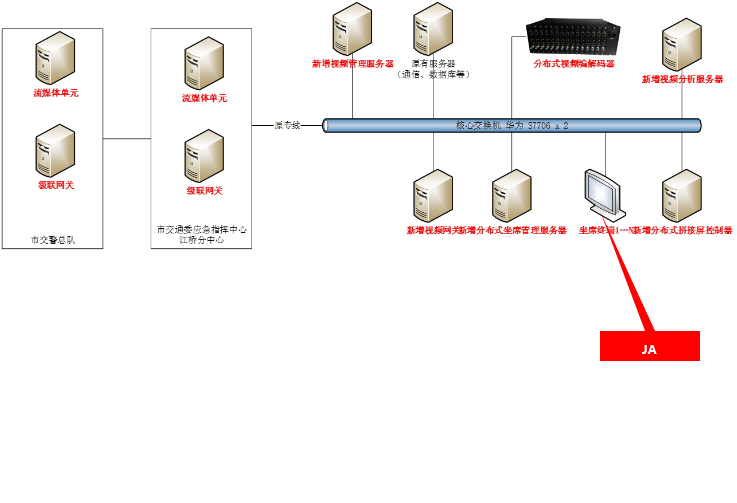 新增视频管理服务器
原有服务器
（通信、数据库等）
分布式视频编解码器
新增视频分析服务器
流媒体单元
流媒体单元
原专线
核心交换机 华为 S7706 x 2
级联网关
级联网关
市交警总队
市交通委应急指挥中心
江桥分中心
新增视频网关
新增分布式坐席管理服务器
坐席终端1…N
新增分布式拼接屏控制器
JA